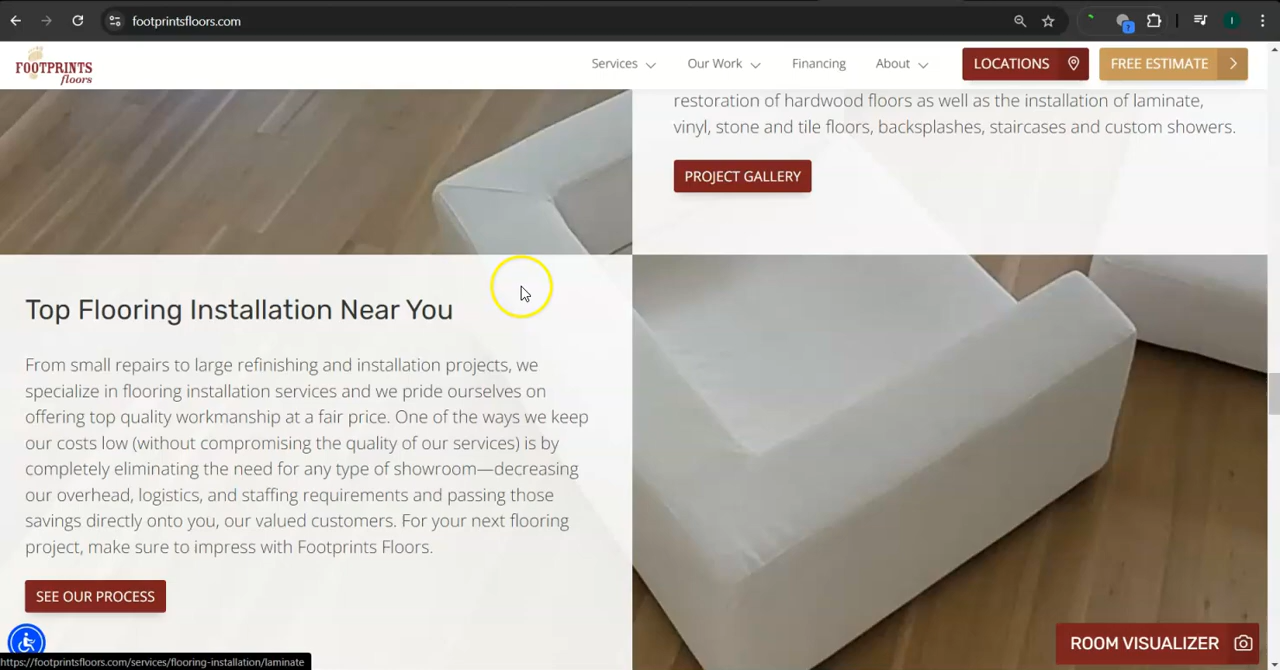 footprintsfloors.com
FOOTPRINTS
floors
Services
Our Work
Financing
About
LOCATIONS
FREE ESTIMATE
restoration of hardwood floors as well as the installation of laminate,
vinyl, stone and tile floors, backsplashes, staircases and custom showers.
PROJECT GALLERY
Top Flooring Installation Near You
From small repairs to large refinishing and installation projects, we
specialize in flooring installation services and we pride ourselves on
offering top quality workmanship at a fair price. One of the ways we keep
our costs low (without compromising the quality of our services) is by
completely eliminating the need for any type of showroom—decreasing
our overhead, logistics, and staffing requirements and passing those
savings directly onto you, our valued customers. For your next flooring
project, make sure to impress with Footprints Floors.
SEE OUR PROCESS
ROOM VISUALIZER
https://footprintsfloors.com/services/flooring-installation/laminate